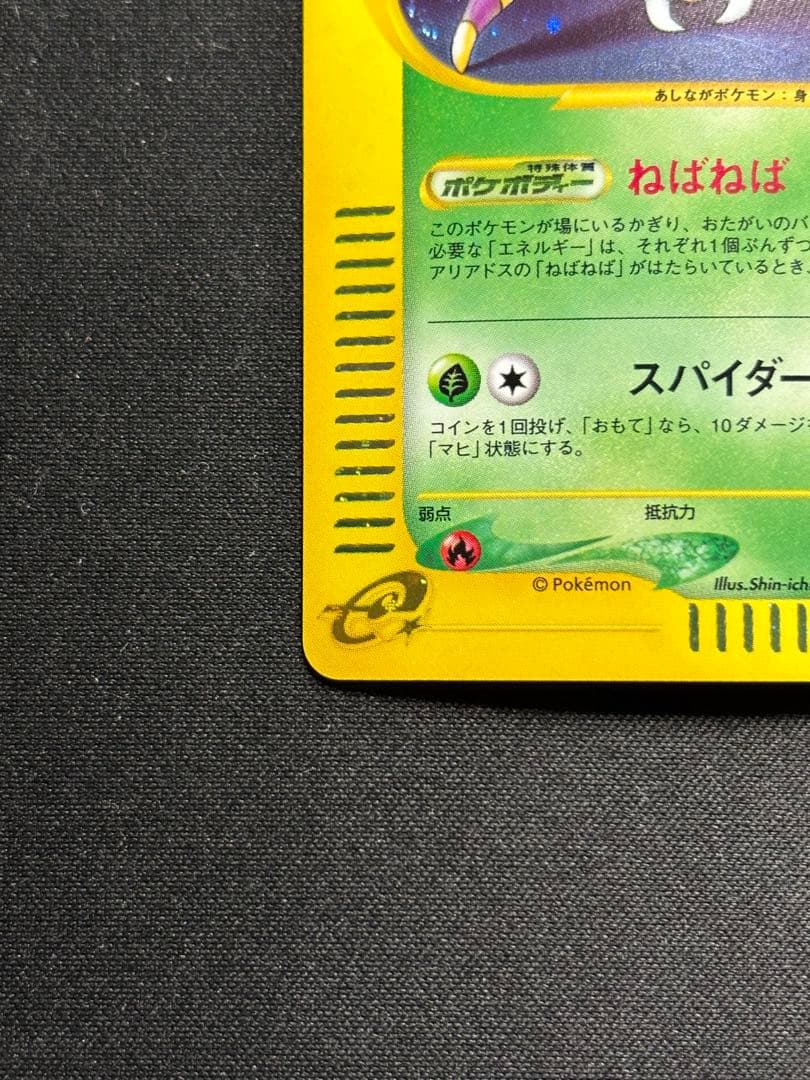 あしながポケモン：身
特殊体質
ポケボディー
ねばねば
このポケモンが場にいるかぎり、おたがいのバ
必要な「エネルギー」は、それぞれ1個ぶんずつ
アリアドスの「ねばねば」がはたらいているとき、
スパイダー
コインを1回投げ、「おもて」なら、10ダメージ
「マヒ」状態にする。
弱点
抵抗力
© Pokémon
Illus.Shin-ich
e